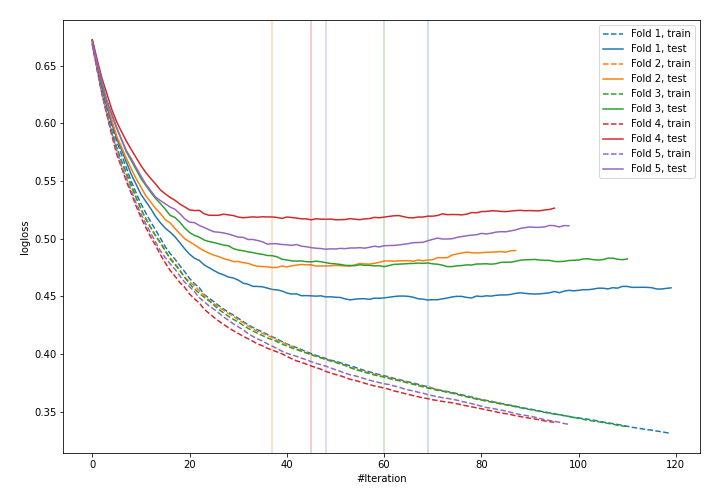 Fold 1, train
Fold 1, test
Fold 2, train
Fold 2, test
Fold 3, train
Fold 3, test
Fold 4, train
Fold 4, test
Fold 5, train
Fold 5, test
logloss
0.65
0.60
0.55
0.50
0.45
0.40
0.35
0 20 40 60 80 100 120
#Iteration